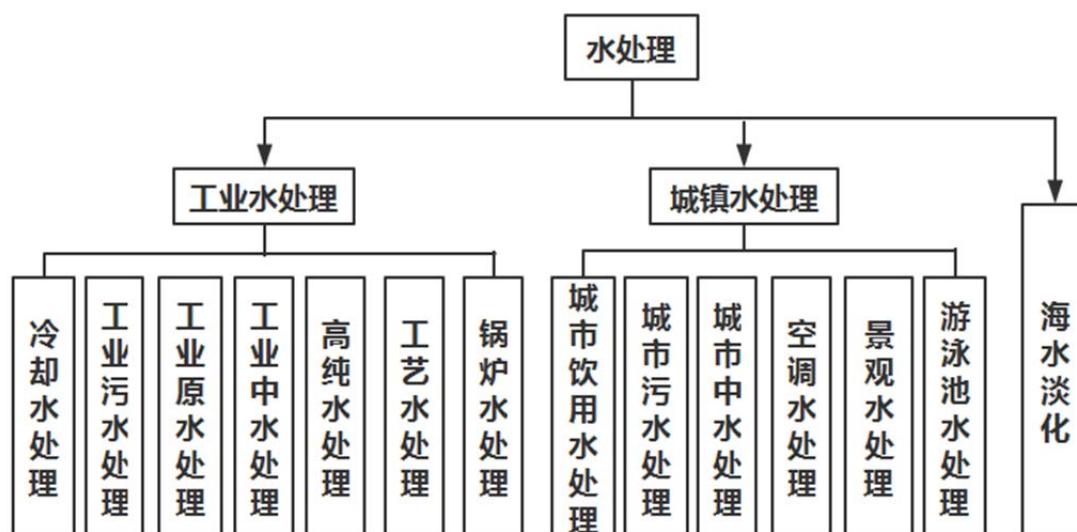 水处理
工业水处理
城镇水处理
冷却水处理
工业污水处理
工业原水处理
工业中水处理
高纯水处理
工艺水处理
锅炉水处理
城市饮用水处理
城市污水处理
城市中水处理
空调水处理
景观水处理
游泳池水处理
海水淡化